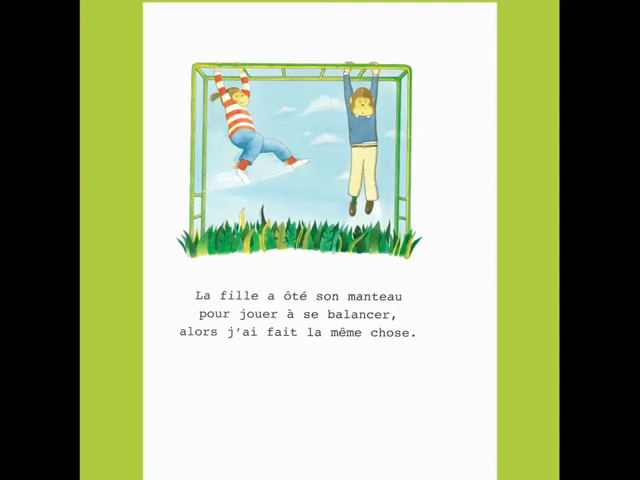 La fille a ôté son manteau
pour jouer à se balancer,
alors j'ai fait la même chose.